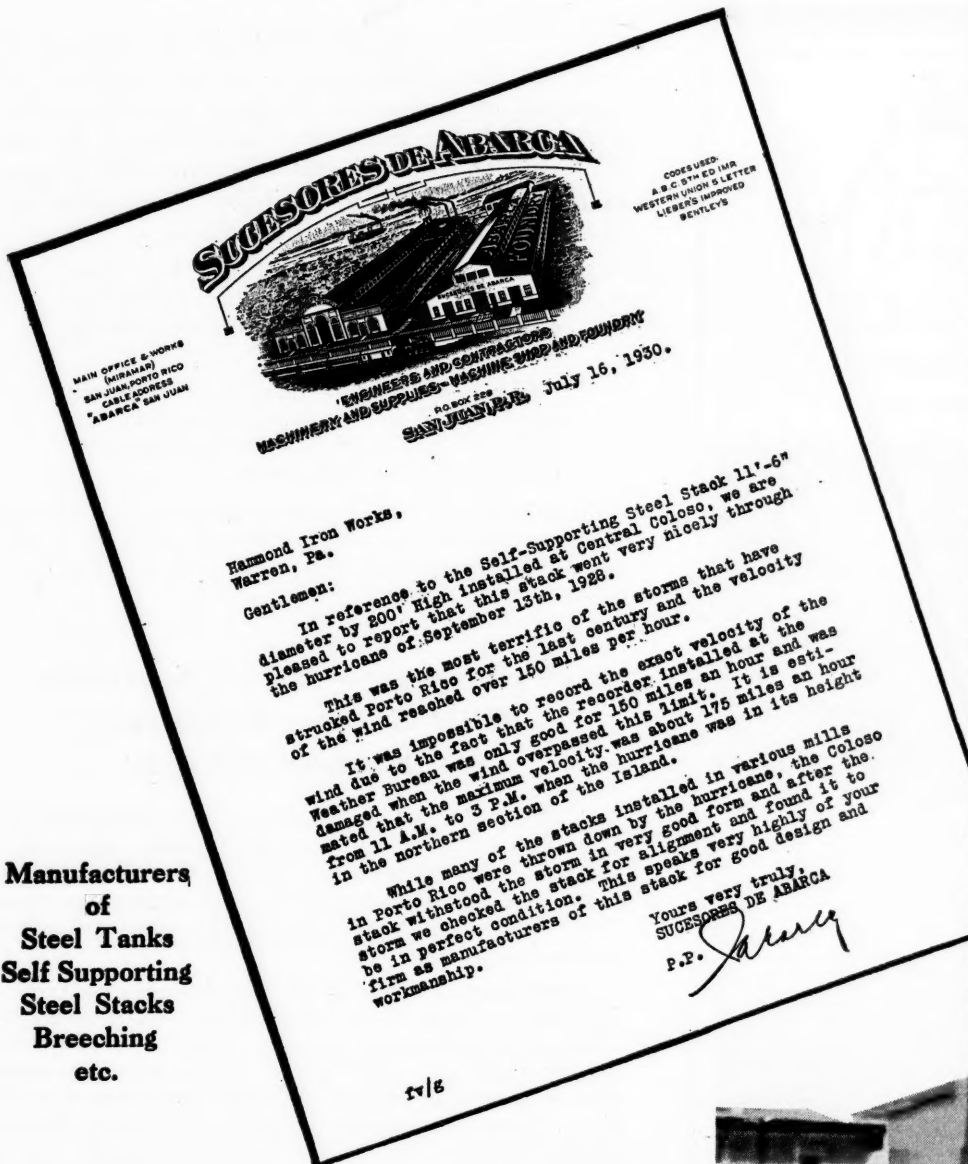 SUCESORES DE ABARCA
ABARCA
FOUNDRY
SUCESORES DE ABARCA
CODES USED:
A.B.C. 5TH ED IMR
WESTERN UNION 5 LETTER
LIEBER'S IMPROVED
BENTLEY'S
MAIN OFFICE & WORKS
(MIRAMAR)
SAN JUAN, PORTO RICO
CABLE ADDRESS
"ABARCA" SAN JUAN
ENGINEERS AND CONTRACTORS
MACHINERY AND SUPPLIES - MACHINE SHOP AND FOUNDRY
P.O. BOX 229
SAN JUAN, P.R. July 16, 1930.
Hammond Iron Works,
Warren, Pa.
Gentlemen:
In reference to the Self-Supporting Steel Stack 11'-6"
diameter by 200' High installed at Central Coloso, we are
pleased to report that this stack went very nicely through
the hurricane of September 13th, 1928.
This was the most terrific of the storms that have
strucked Porto Rico for the last century and the velocity
of the wind reached over 150 miles per hour.
It was impossible to record the exact velocity of the
wind due to the fact that the recorder installed at the
Weather Bureau was only good for 150 miles an hour and was
damaged when the wind overpassed this limit. It is esti-
mated that the maximum velocity was about 175 miles an hour
from 11 A.M. to 3 P.M. when the hurricane was in its height
in the northern section of the Island.
While many of the stacks installed in various mills
in Porto Rico were thrown down by the hurricane, the Coloso
stack withstood the storm in very good form and after the
storm we checked the stack for alignment and found it to
be in perfect condition. This speaks very highly of your
firm as manufacturers of this stack for good design and
workmanship.
Yours very truly,
SUCESORES DE ABARCA
P.P.
fv/g
Manufacturers
of
Steel Tanks
Self Supporting
Steel Stacks
Breeching
etc.